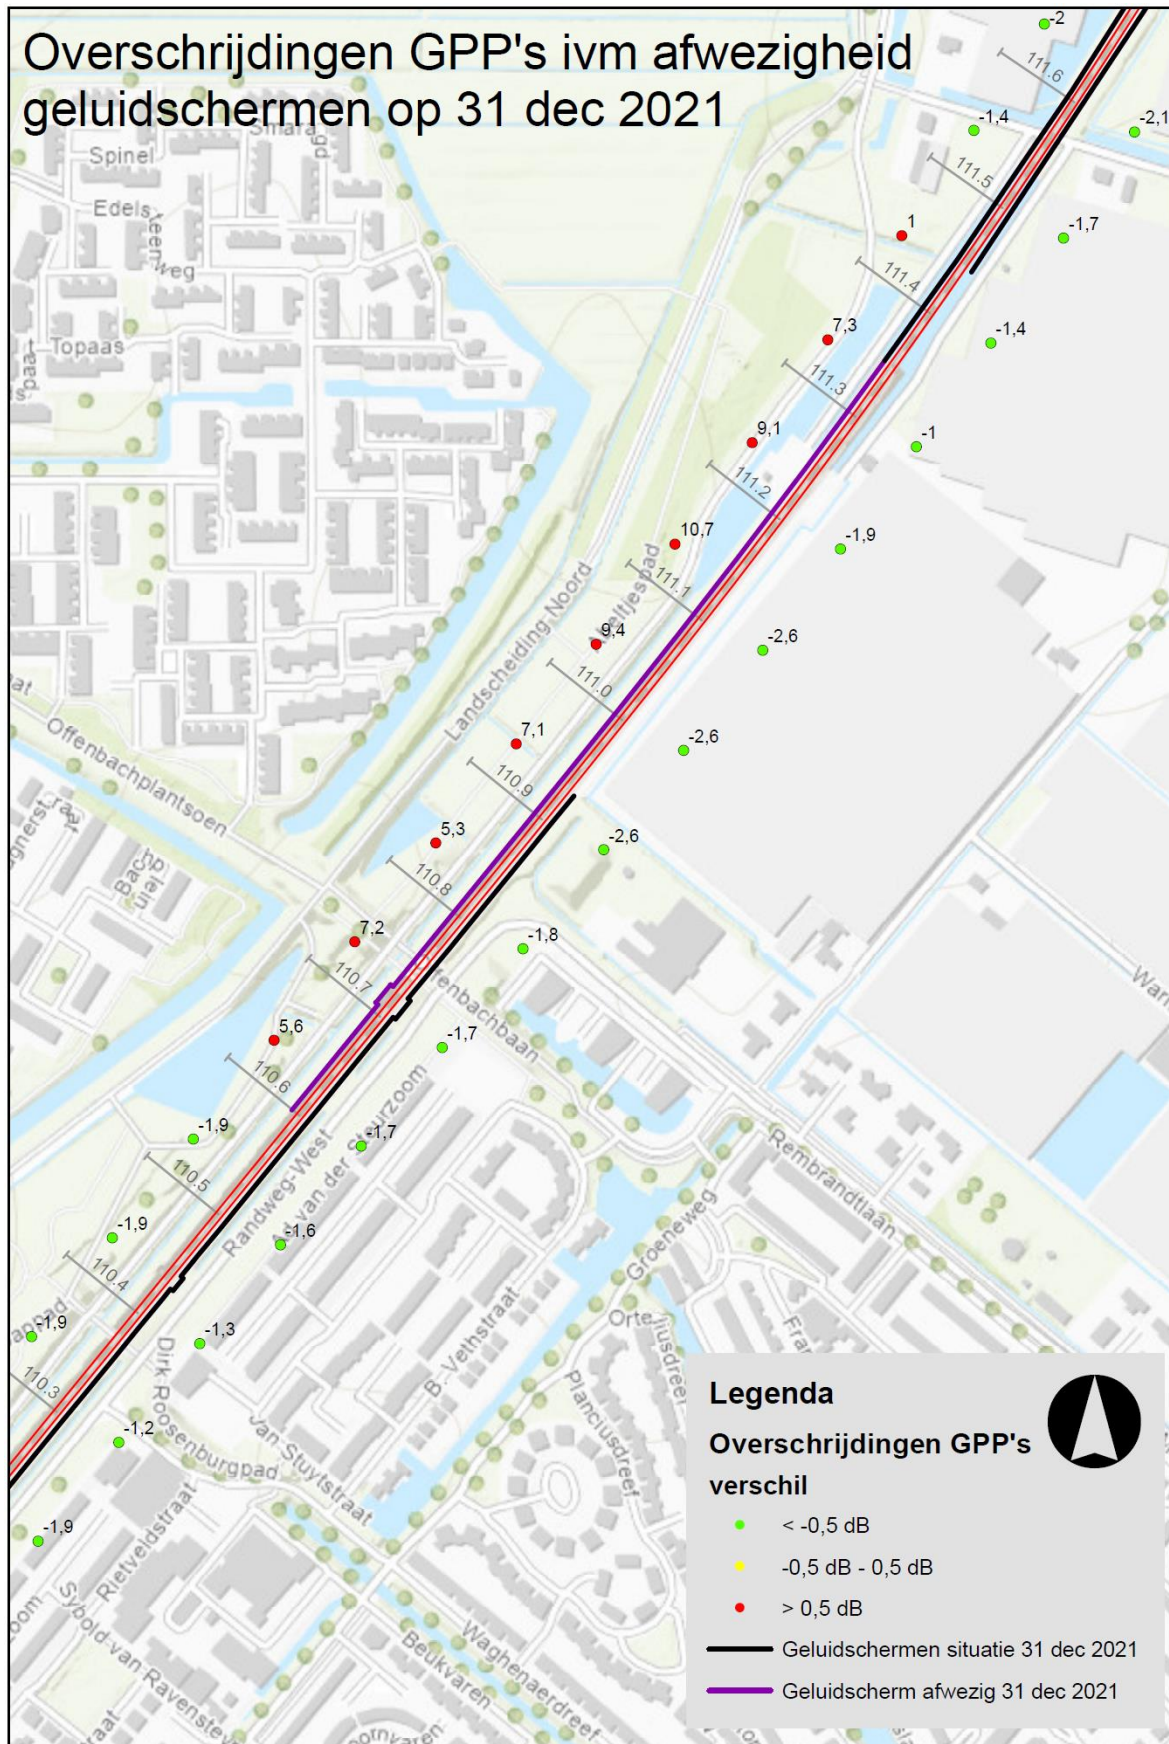 Overschrijdingen GPP's ivm afwezigheid
geluidschermen op 31 dec 2021
-2
111.6
-1,4
-2,1
Smaragd
Spinel
111.5
Edelsteenweg
1
-1,7
111.4
7,3
-1,4
Topaas
111.3
9,1
-1
111.2
10,7
-1,9
111.1
Landscheiding Noord
Abeltjespad
9,4
-2,6
111.0
Offenbachplantsoen
7,1
-2,6
110.9
5,3
-2,6
Bachplein
110.8
7,2
-1,8
110.7
5,6
-1,7
110.6
-1,9
-1,7
Rembrandtlaan
110.5
Randweg-West
Groeneweg
-1,9
-1,6
110.4
-1,9
-1,3
B. Vethstraat
110.3
Dirk Roosenburgpad
Planciusdreef
-1,2
Van Stuytstraat
-1,9
Rietveldstraat
Waghenaerdreef
Beukvaren
Legenda
Overschrijdingen GPP's
verschil
< -0,5 dB
-0,5 dB - 0,5 dB
> 0,5 dB
Geluidschermen situatie 31 dec 2021
Geluidscherm afwezig 31 dec 2021